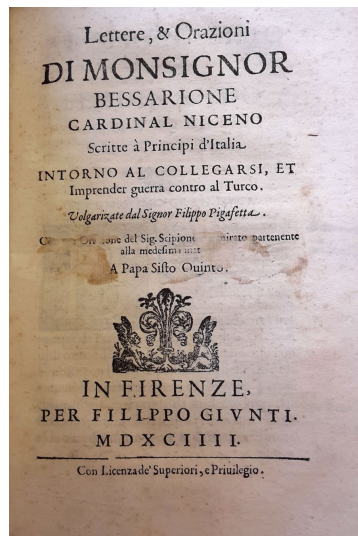 Lettere, & Orazioni
DI MONSIGNOR
BESSARIONE
CARDINAL NICENO
Scritte à Principi d'Italia
INTORNO AL COLLEGARSI, ET
Imprender guerra contro al Turco.
Volgarizate dal Signor Filippo Pigafetta.
del Sig. Scipione partenente
alla medesima
A Papa Sisto Quinto.
IN FIRENZE,
PER FILIPPO GIVNTI.
MDXCIIII.
Con Licenza de' Superiori, e Priuilegio.